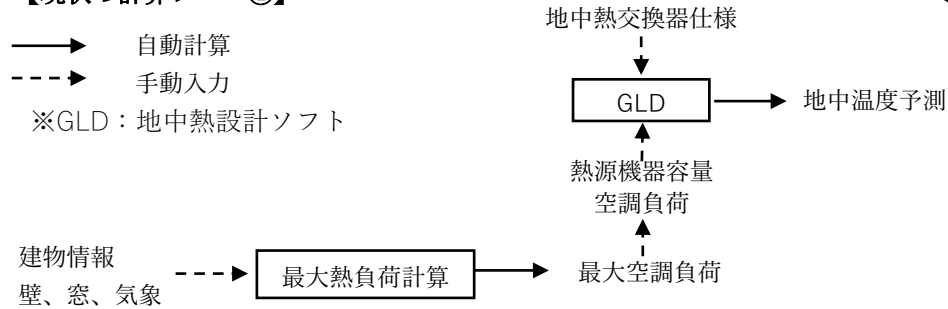 地中熱交換器仕様
自動計算
手動入力
※GLD：地中熱設計ソフト
GLD
地中温度予測
熱源機器容量
空調負荷
建物情報
壁、窓、気象
最大熱負荷計算
最大空調負荷